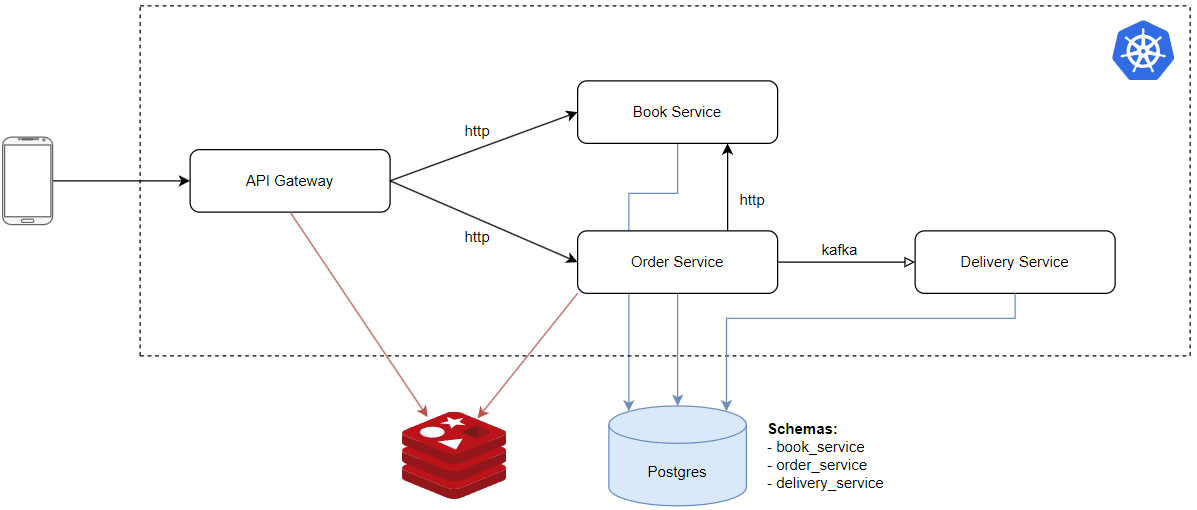 Book Service
http
API Gateway
http
http
Order Service
kafka
Delivery Service
Schemas:
- book_service
- order_service
- delivery_service
Postgres